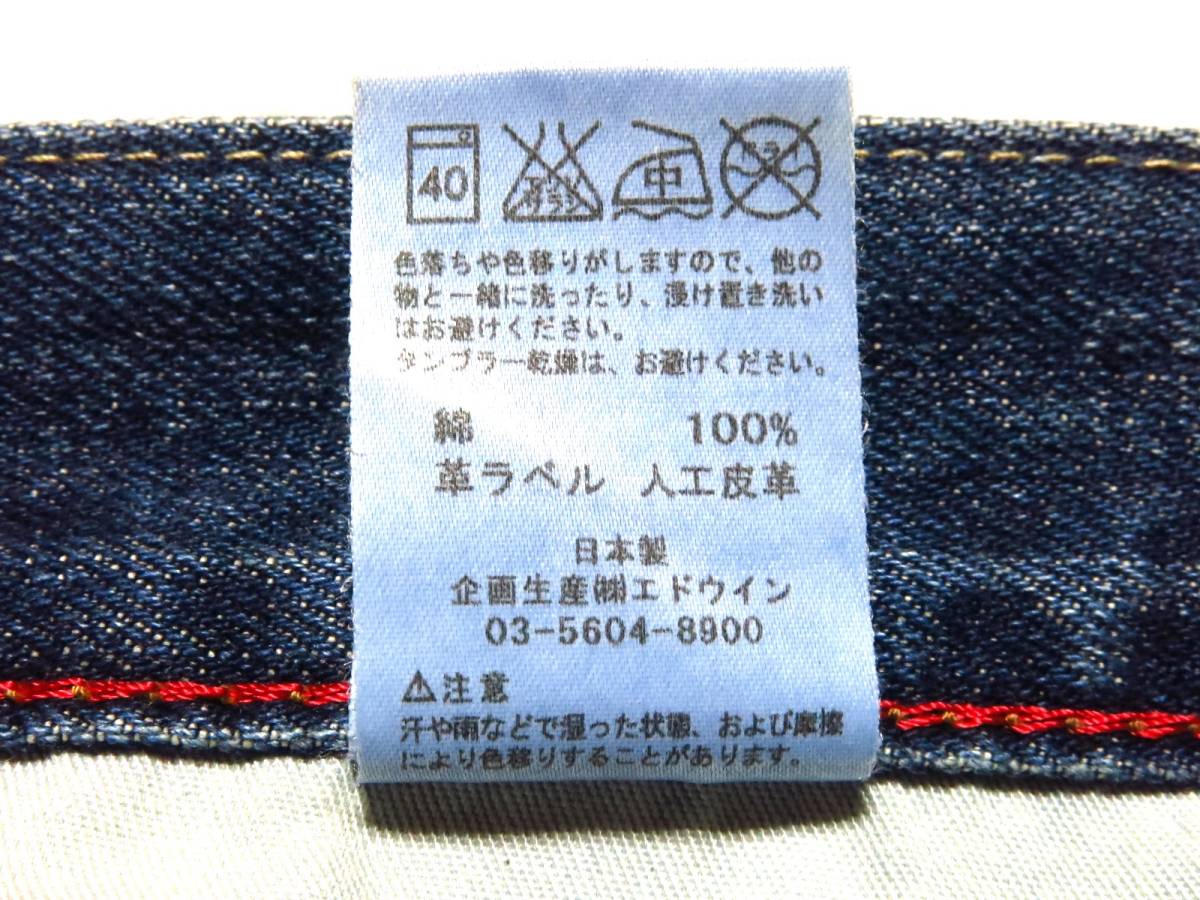 40 エンソ サラシ 中
色落ちや色移りがしますので、他の
物と一緒に洗ったり、浸け置き洗い
はお避けください。
タンブラー乾燥は、お避けください。
綿 100%
革ラベル 人工皮革
日本製
企画生産㈱エドウイン
03-5604-8900
⚠注意
汗や雨などで湿った状態、および摩擦
により色移りすることがあります。